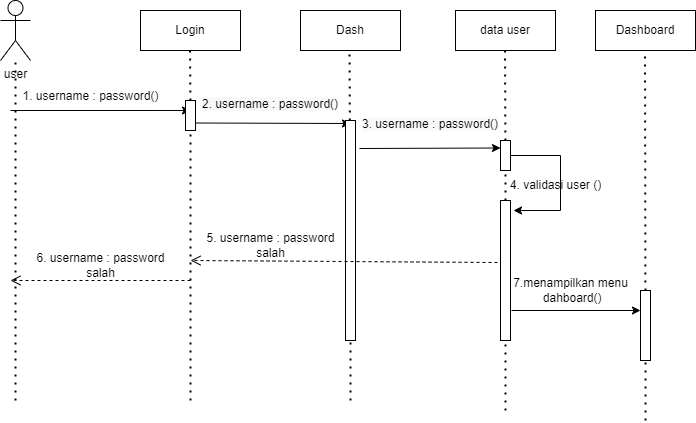 Login
Dash
data user
Dashboard
user
1. username : password()
2. username : password()
3. username : password()
4. validasi user ()
5. username : password
salah
6. username : password
salah
7.menampilkan menu
dahboard()